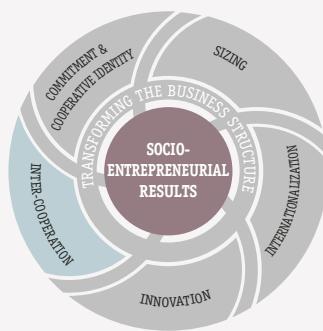 COMMITMENT &
COOPERATIVE IDENTITY
SIZING
TRANSFORMING THE BUSINESS STRUCTURE
SOCIO-
ENTREPRENEURIAL
RESULTS
INTER-COOPERATION
INTERNATIONALIZATION
INNOVATION